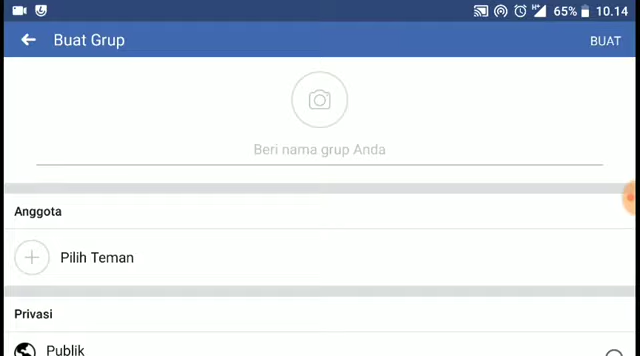 H+ 65% 10.14
Buat Grup BUAT
Beri nama grup Anda
Anggota
Pilih Teman
Privasi
Publik